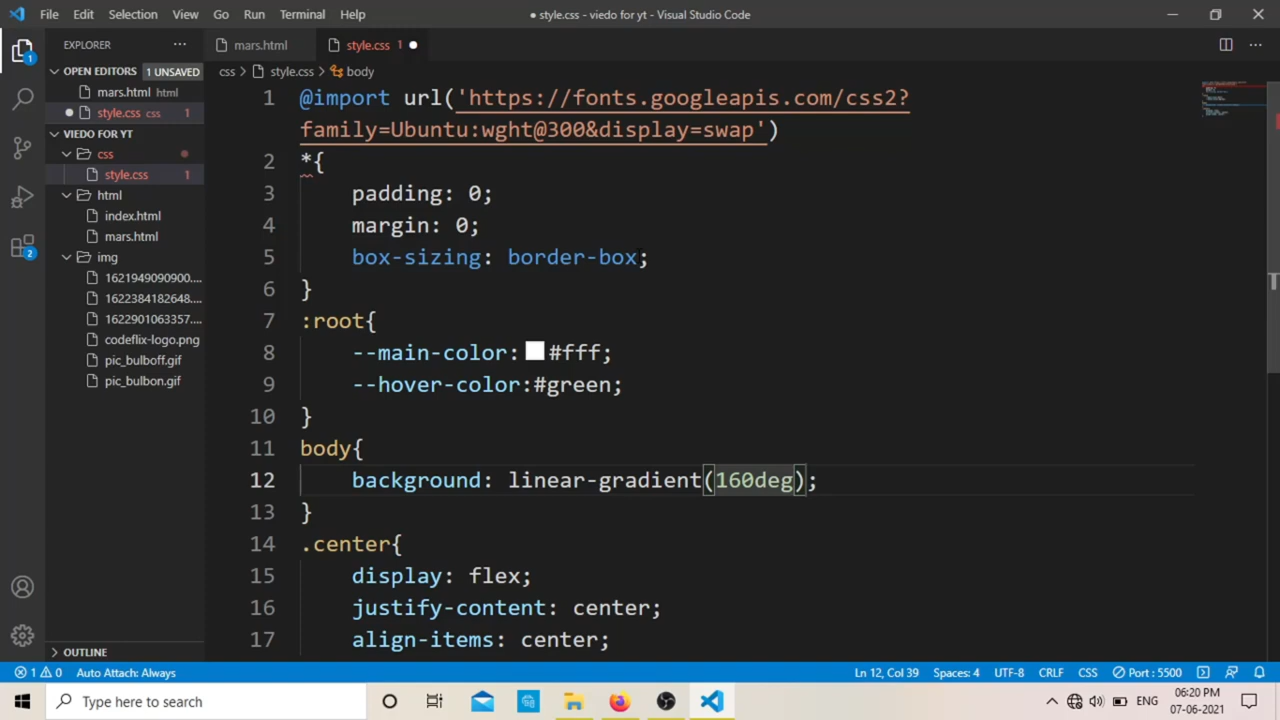 File Edit Selection View Go Run Terminal Help
● style.css - viedo for yt - Visual Studio Code
EXPLORER ···
OPEN EDITORS 1 UNSAVED
mars.html html
● style.css css 1
VIEDO FOR YT
css
style.css 1
html
index.html
mars.html
img
1621949090900....
1622384182648....
1622901063357....
codeflix-logo.png
pic_bulboff.gif
pic_bulbon.gif
OUTLINE
1
2
mars.html style.css 1 ●
css > style.css > body
1 @import url('https://fonts.googleapis.com/css2?
family=Ubuntu:wght@300&display=swap')
2 *{
3 padding: 0;
4 margin: 0;
5 box-sizing: border-box;
6 }
7 :root{
8 --main-color: #fff;
9 --hover-color:#green;
10 }
11 body{
12 background: linear-gradient(160deg);
13 }
14 .center{
15 display: flex;
16 justify-content: center;
17 align-items: center;
1 0 Auto Attach: Always Ln 12, Col 39 Spaces: 4 UTF-8 CRLF CSS Port : 5500
Type here to search
ENG
06:20 PM
07-06-2021